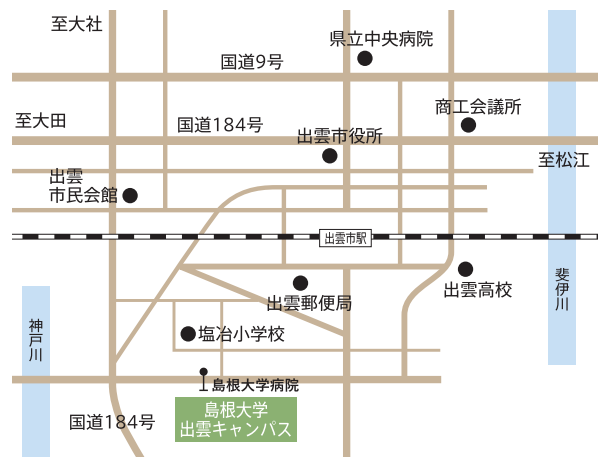 至大社
県立中央病院
国道9号
商工会議所
至大田
国道184号
出雲市役所
至松江
出雲
市民会館
出雲市駅
斐伊川
出雲高校
出雲郵便局
神戸川
塩冶小学校
島根大学病院
島根大学
出雲キャンパス
国道184号